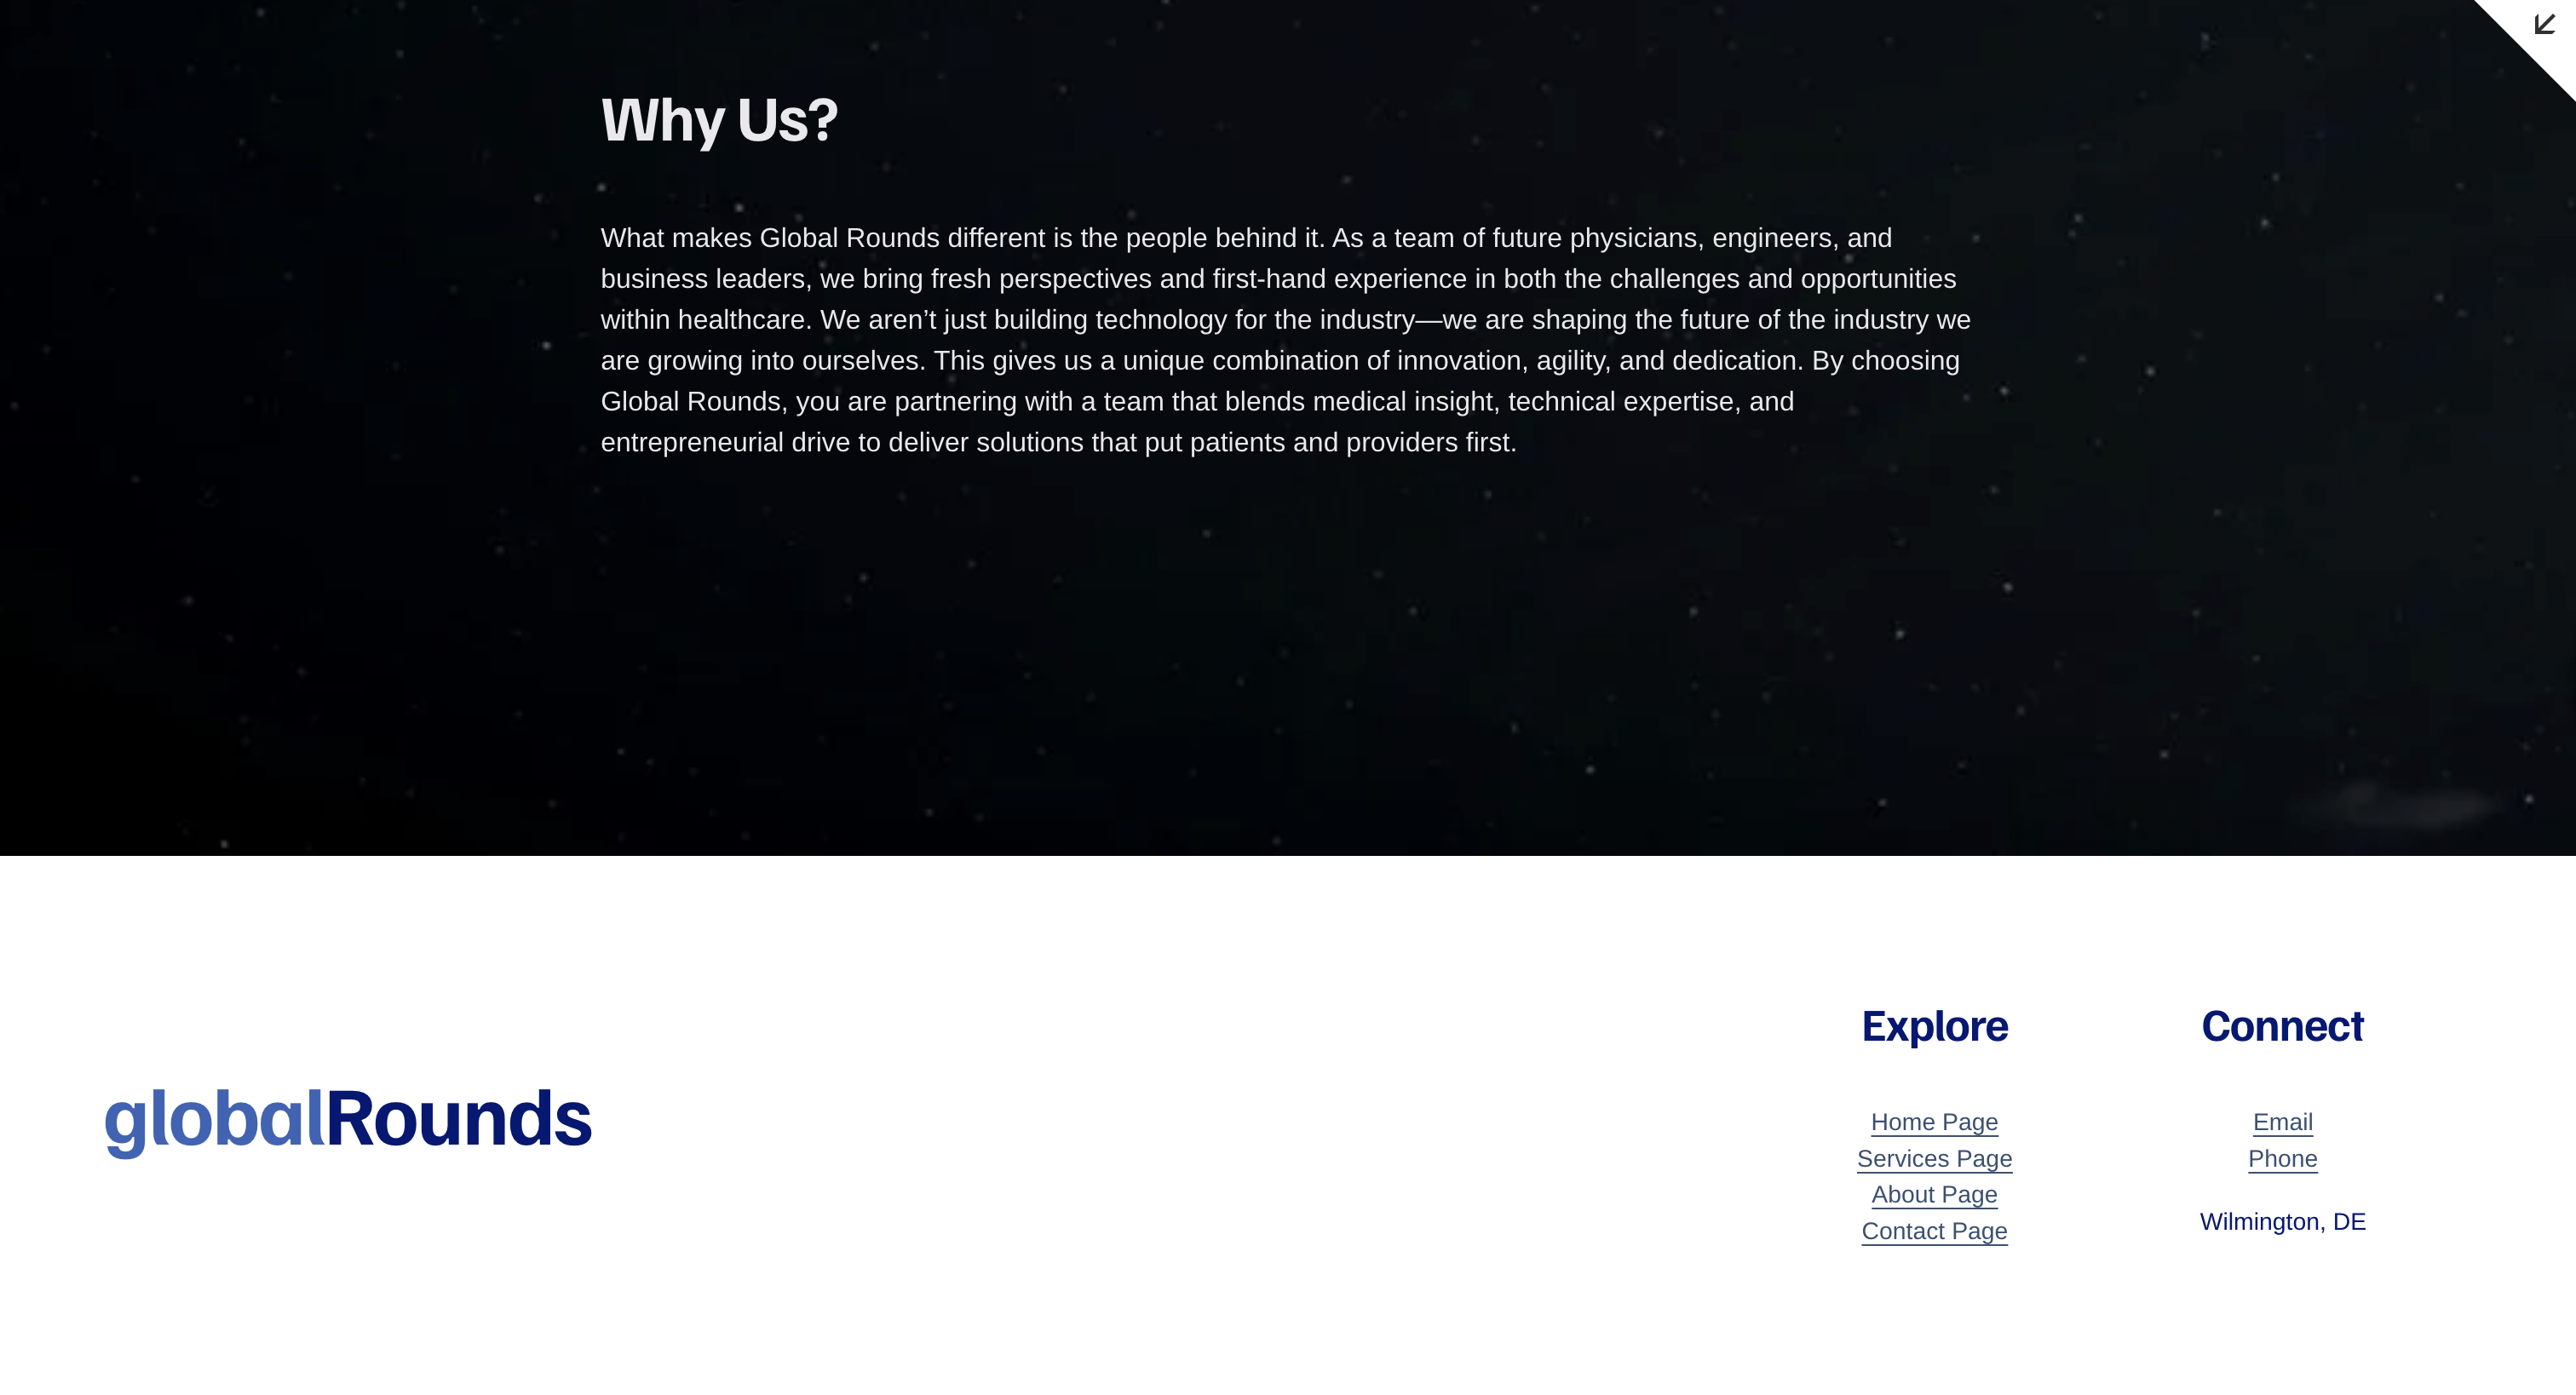 Why Us?
What makes Global Rounds different is the people behind it. As a team of future physicians, engineers, and
business leaders, we bring fresh perspectives and first-hand experience in both the challenges and opportunities
within healthcare. We aren’t just building technology for the industry—we are shaping the future of the industry we
are growing into ourselves. This gives us a unique combination of innovation, agility, and dedication. By choosing
Global Rounds, you are partnering with a team that blends medical insight, technical expertise, and
entrepreneurial drive to deliver solutions that put patients and providers first.
globalRounds
Explore
Home Page
Services Page
About Page
Contact Page
Connect
Email
Phone
Wilmington, DE